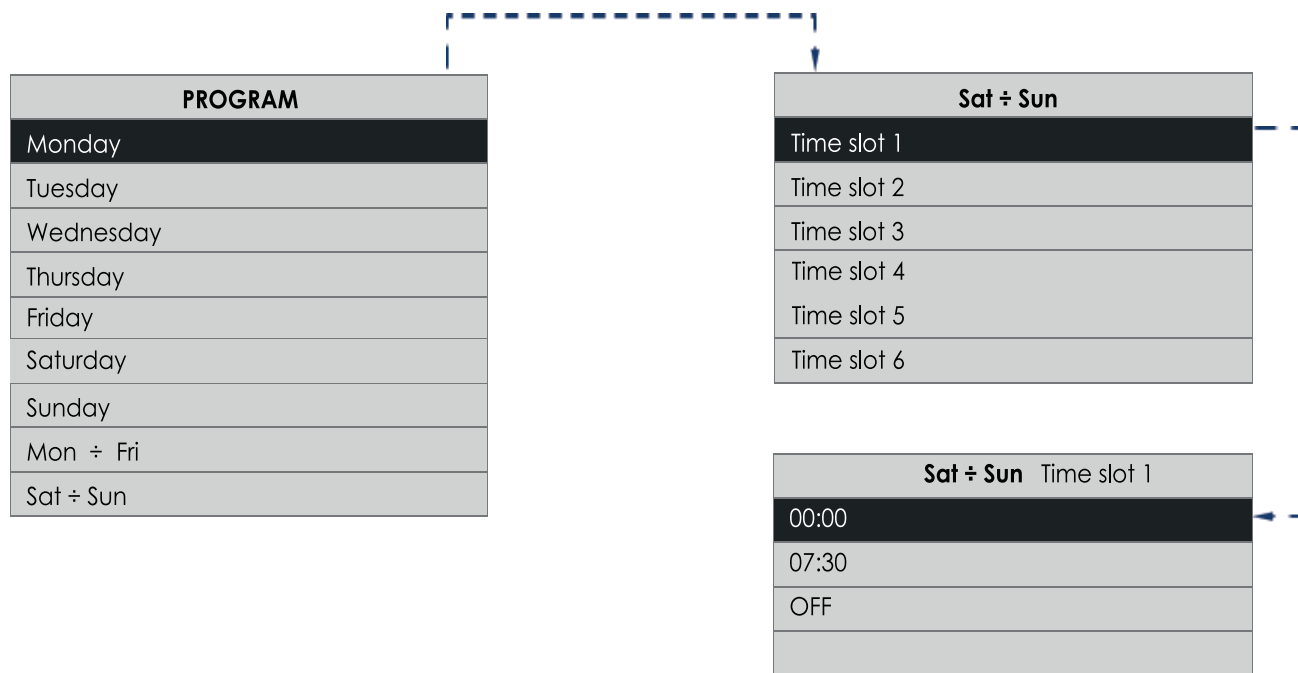 PROGRAM
Monday
Tuesday
Wednesday
Thursday
Friday
Saturday
Sunday
Mon ÷ Fri
Sat ÷ Sun
Sat ÷ Sun
Time slot 1
Time slot 2
Time slot 3
Time slot 4
Time slot 5
Time slot 6
Sat ÷ Sun Time slot 1
00:00
07:30
OFF